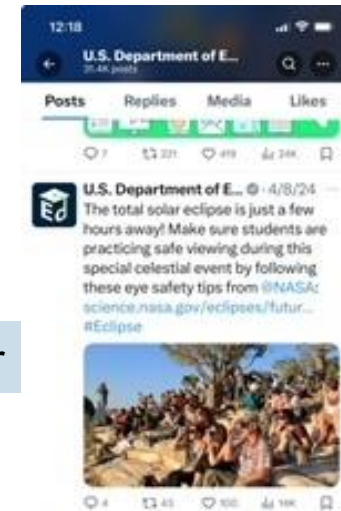 12:18
U.S. Department of E...
31.4K posts
Posts Replies Media Likes
7 221 419 24K
Ed
U.S. Department of E... · 4/8/24
The total solar eclipse is just a few
hours away! Make sure students are
practicing safe viewing during this
special celestial event by following
these eye safety tips from @NASA:
science.nasa.gov/eclipses/futur...
#Eclipse
4 43 100 16K